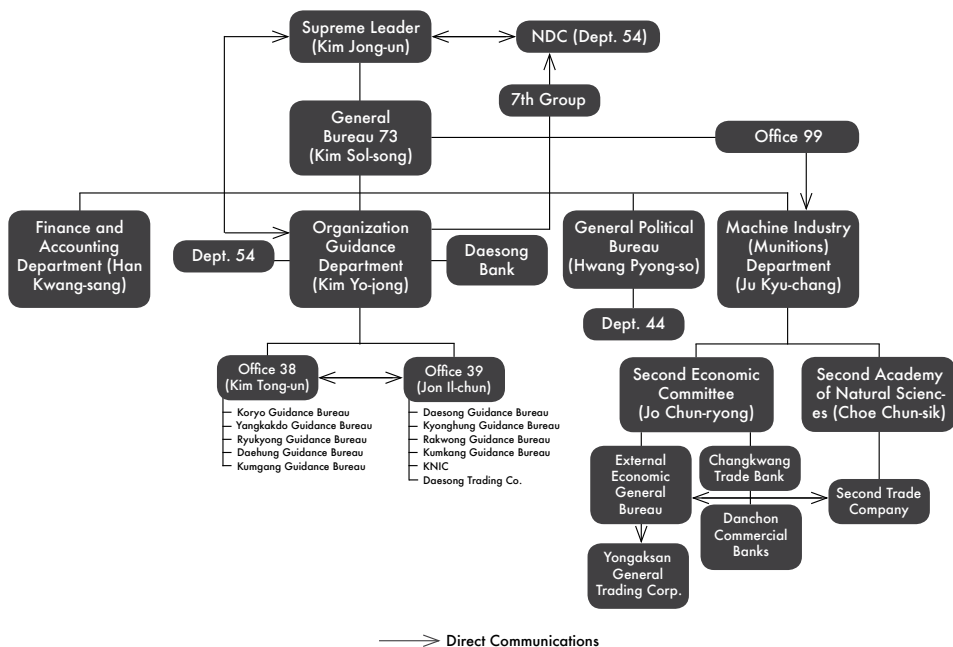 Supreme Leader
(Kim Jong-un)
NDC (Dept. 54)
7th Group
General
Bureau 73
(Kim Sol-song)
Office 99
Finance and
Accounting
Department (Han
Kwang-sang)
Dept. 54
Organization
Guidance
Department
(Kim Yo-jong)
Daesong
Bank
General Political
Bureau
(Hwang Pyong-so)
Dept. 44
Machine Industry
(Munitions)
Department
(Ju Kyu-chang)
Office 38
(Kim Tong-un)
Koryo Guidance Bureau
Yangkakdo Guidance Bureau
Ryukyong Guidance Bureau
Daehung Guidance Bureau
Kumgang Guidance Bureau
Office 39
(Jon Il-chun)
Daesong Guidance Bureau
Kyonghung Guidance Bureau
Rakwong Guidance Bureau
Kumkang Guidance Bureau
KNIC
Daesong Trading Co.
Second Economic
Committee
(Jo Chun-ryong)
Second Academy
of Natural Scienc-
es (Choe Chun-sik)
External
Economic
General
Bureau
Changkwang
Trade Bank
Danchon
Commercial
Banks
Second Trade
Company
Yongaksan
General
Trading Corp.
Direct Communications